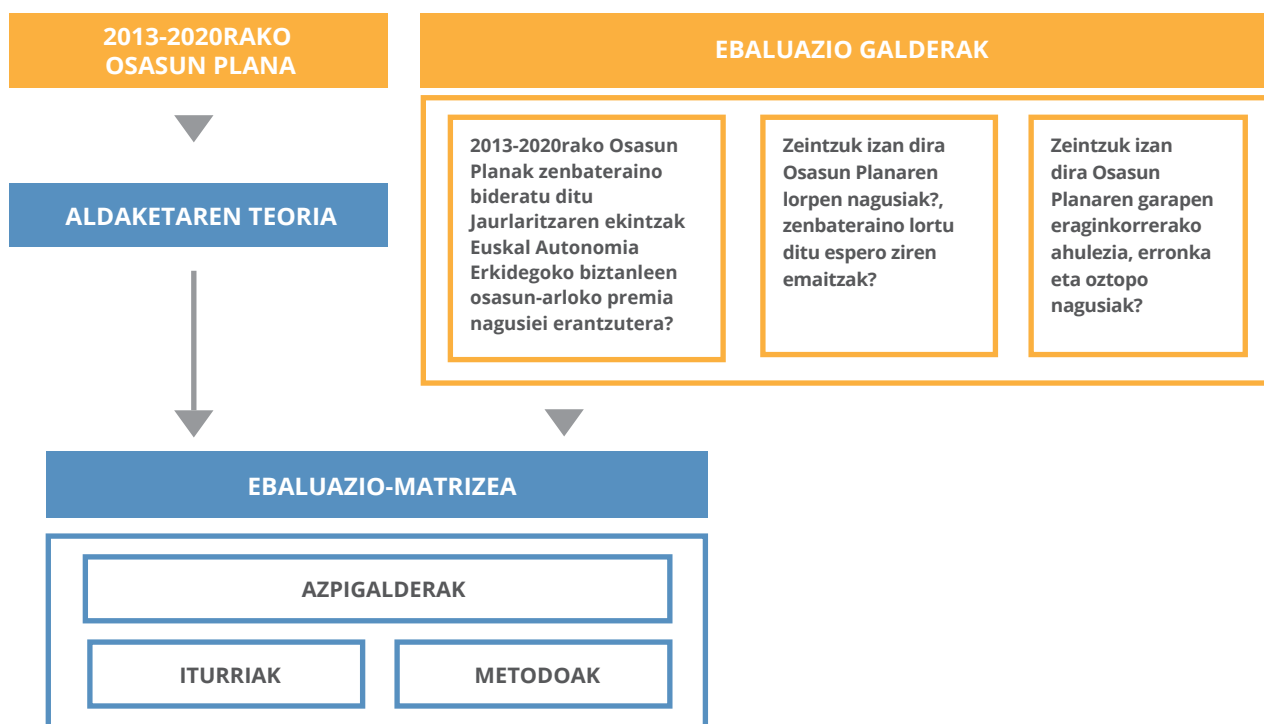 2013-2020RAKO
OSASUN PLANA
EBALUAZIO GALDERAK
2013-2020rako Osasun
Planak zenbateraino
bideratu ditu
Jaurlaritzaren ekintzak
Euskal Autonomia
Erkidegoko biztanleen
osasun-arloko premia
nagusiei erantzutera?
Zeintzuk izan dira
Osasun Planaren
lorpen nagusiak?,
zenbateraino lortu
ditu espero ziren
emaitzak?
Zeintzuk izan
dira Osasun
Planaren garapen
eraginkorrerako
ahulezia, erronka
eta oztopo
nagusiak?
ALDAKETAREN TEORIA
EBALUAZIO-MATRIZEA
AZPIGALDERAK
ITURRIAK
METODOAK